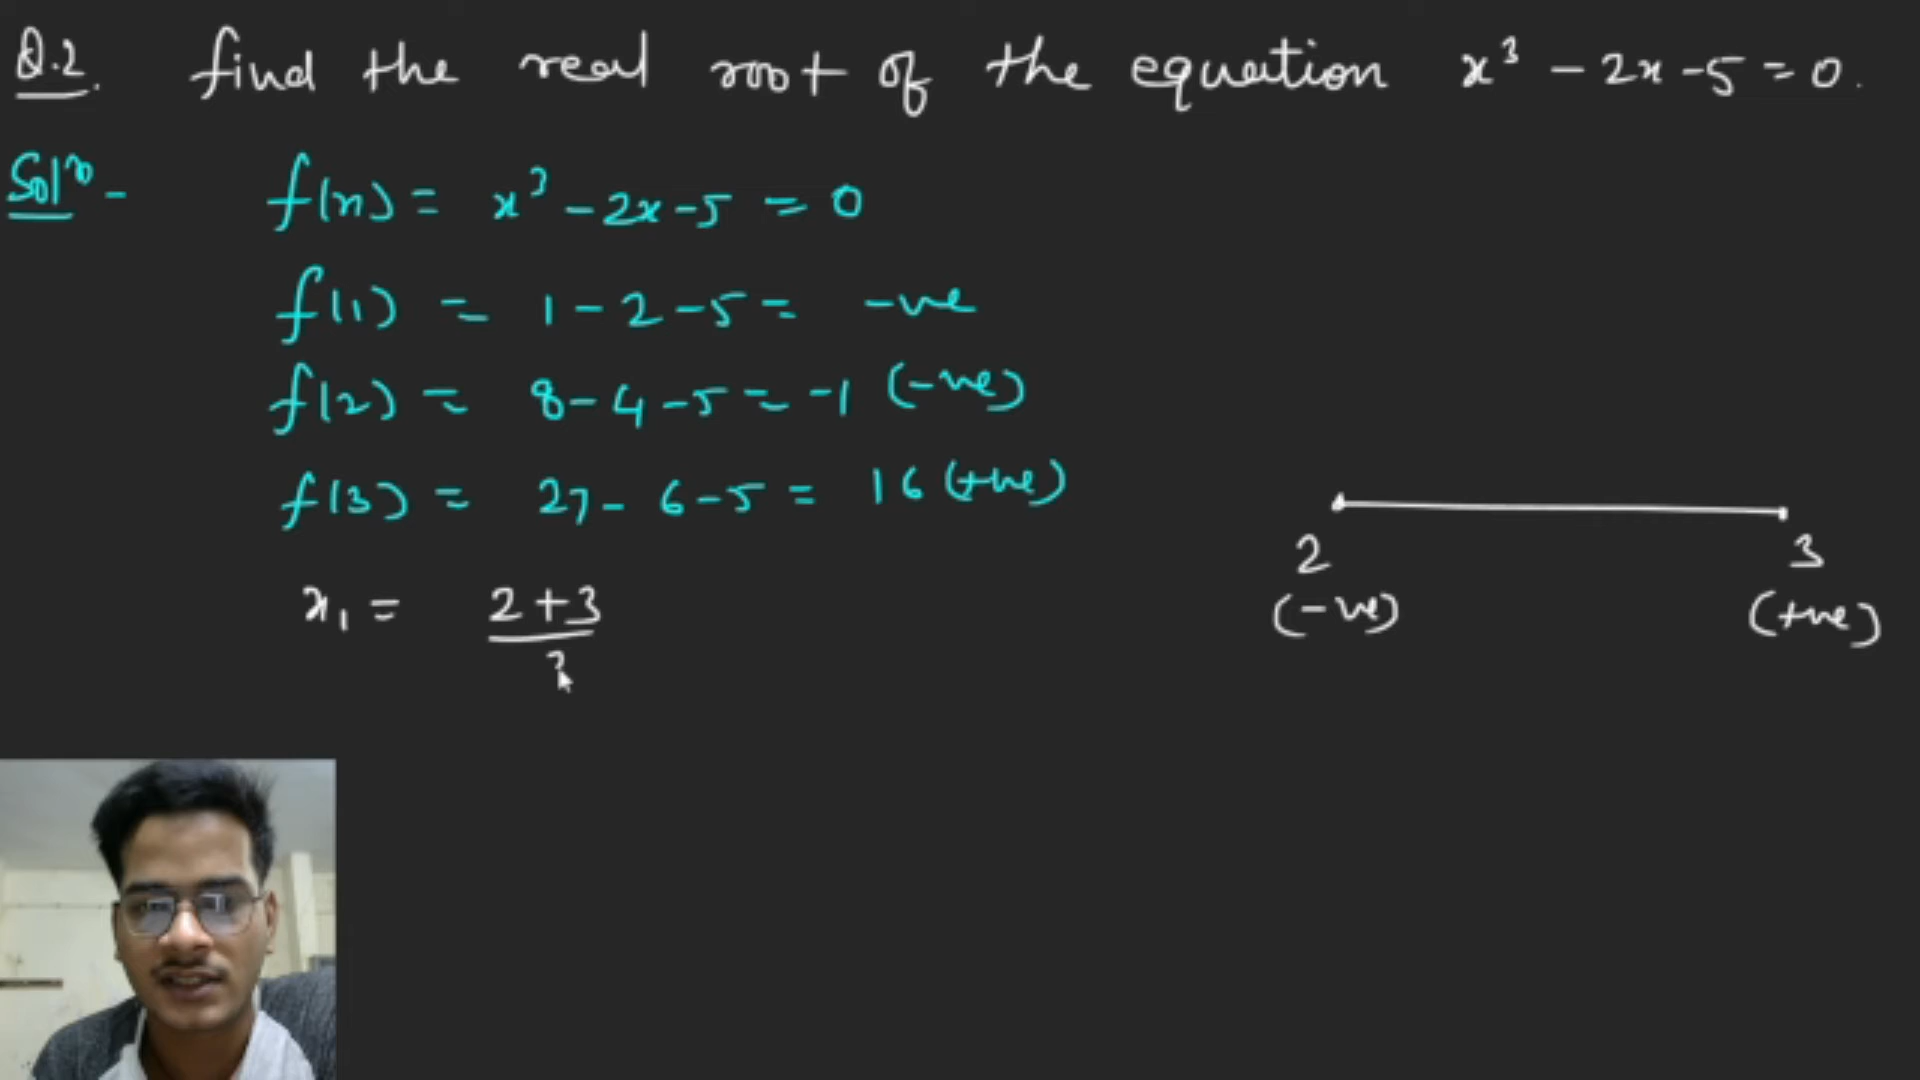 Q.2. find the real root of the equation x³ - 2x - 5 = 0.
Solⁿ - f(x) = x³ - 2x - 5 = 0
f(1) = 1 - 2 - 5 = -ve
f(2) = 8 - 4 - 5 = -1 (-ve)
f(3) = 27 - 6 - 5 = 16 (+ve)
2 3
(-ve) (+ve)
x₁ = 2+3